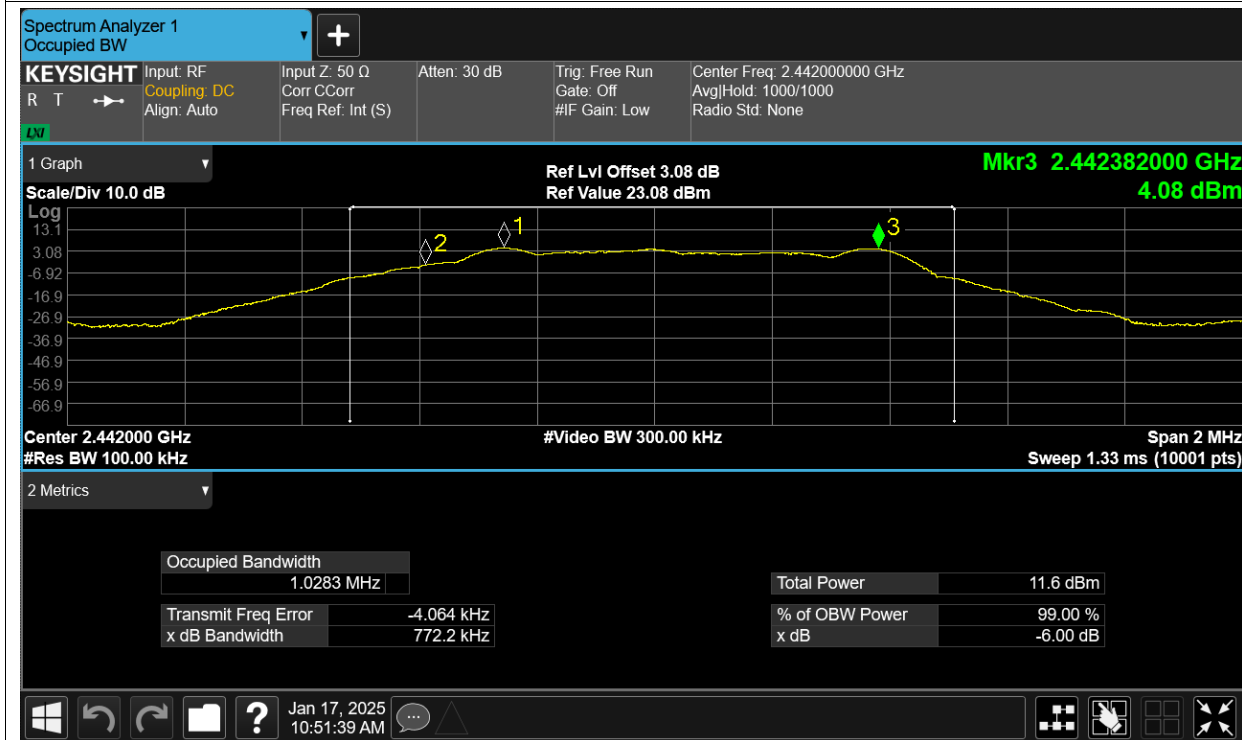 Spectrum Analyzer 1
Occupied BW
+
KEYSIGHT
R T
LXI
Input: RF
Coupling: DC
Align: Auto
Input Z: 50 Ω
Corr CCorr
Freq Ref: Int (S)
Atten: 30 dB
Trig: Free Run
Gate: Off
#IF Gain: Low
Center Freq: 2.442000000 GHz
Avg|Hold: 1000/1000
Radio Std: None
1 Graph
Scale/Div 10.0 dB
Ref Lvl Offset 3.08 dB
Ref Value 23.08 dBm
Mkr3 2.442382000 GHz
4.08 dBm
Log
13.1
3.08
-6.92
-16.9
-26.9
-36.9
-46.9
-56.9
-66.9
2
1
3
Center 2.442000 GHz
#Res BW 100.00 kHz
#Video BW 300.00 kHz
Span 2 MHz
Sweep 1.33 ms (10001 pts)
2 Metrics
Occupied Bandwidth
1.0283 MHz
Transmit Freq Error -4.064 kHz
x dB Bandwidth 772.2 kHz
Total Power 11.6 dBm
% of OBW Power 99.00 %
x dB -6.00 dB
?
Jan 17, 2025
10:51:39 AM